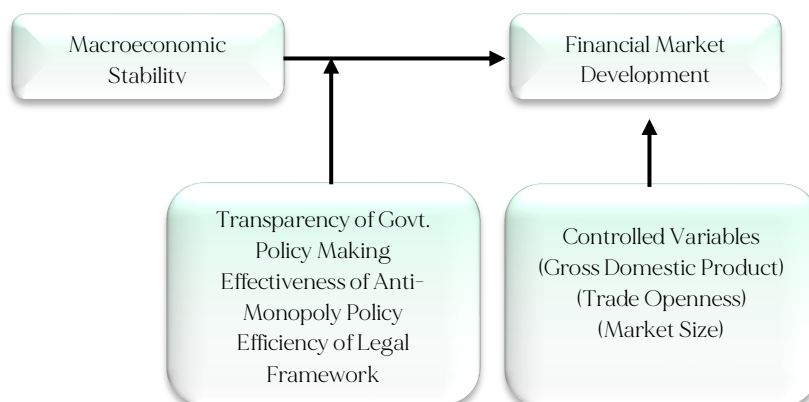 Macroeconomic
Stability
Financial Market
Development
Transparency of Govt.
Policy Making
Effectiveness of Anti-
Monopoly Policy
Efficiency of Legal
Framework
Controlled Variables
(Gross Domestic Product)
(Trade Openness)
(Market Size)